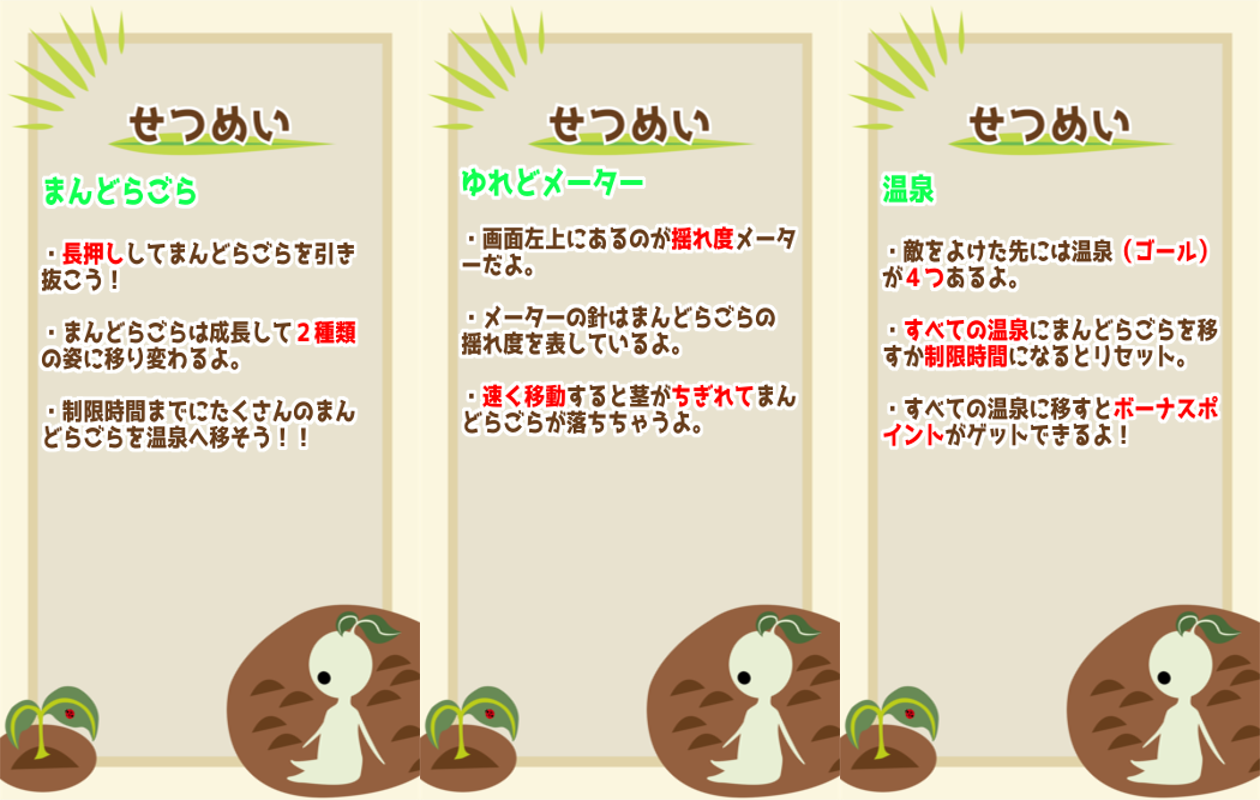 せつめい
まんどらごら
・長押ししてまんどらごらを引き
抜こう！
・まんどらごらは成長して２種類
の姿に移り変わるよ。
・制限時間までにたくさんのまん
どらごらを温泉へ移そう！！
せつめい
ゆれどメーター
・画面左上にあるのが揺れ度メータ
ーだよ。
・メーターの針はまんどらごらの
揺れ度を表しているよ。
・速く移動すると茎がちぎれてまん
どらごらが落ちちゃうよ。
せつめい
温泉
・敵をよけた先には温泉（ゴール）
が４つあるよ。
・すべての温泉にまんどらごらを移
すか制限時間になるとリセット。
・すべての温泉に移すとボーナスポ
イントがゲットできるよ！